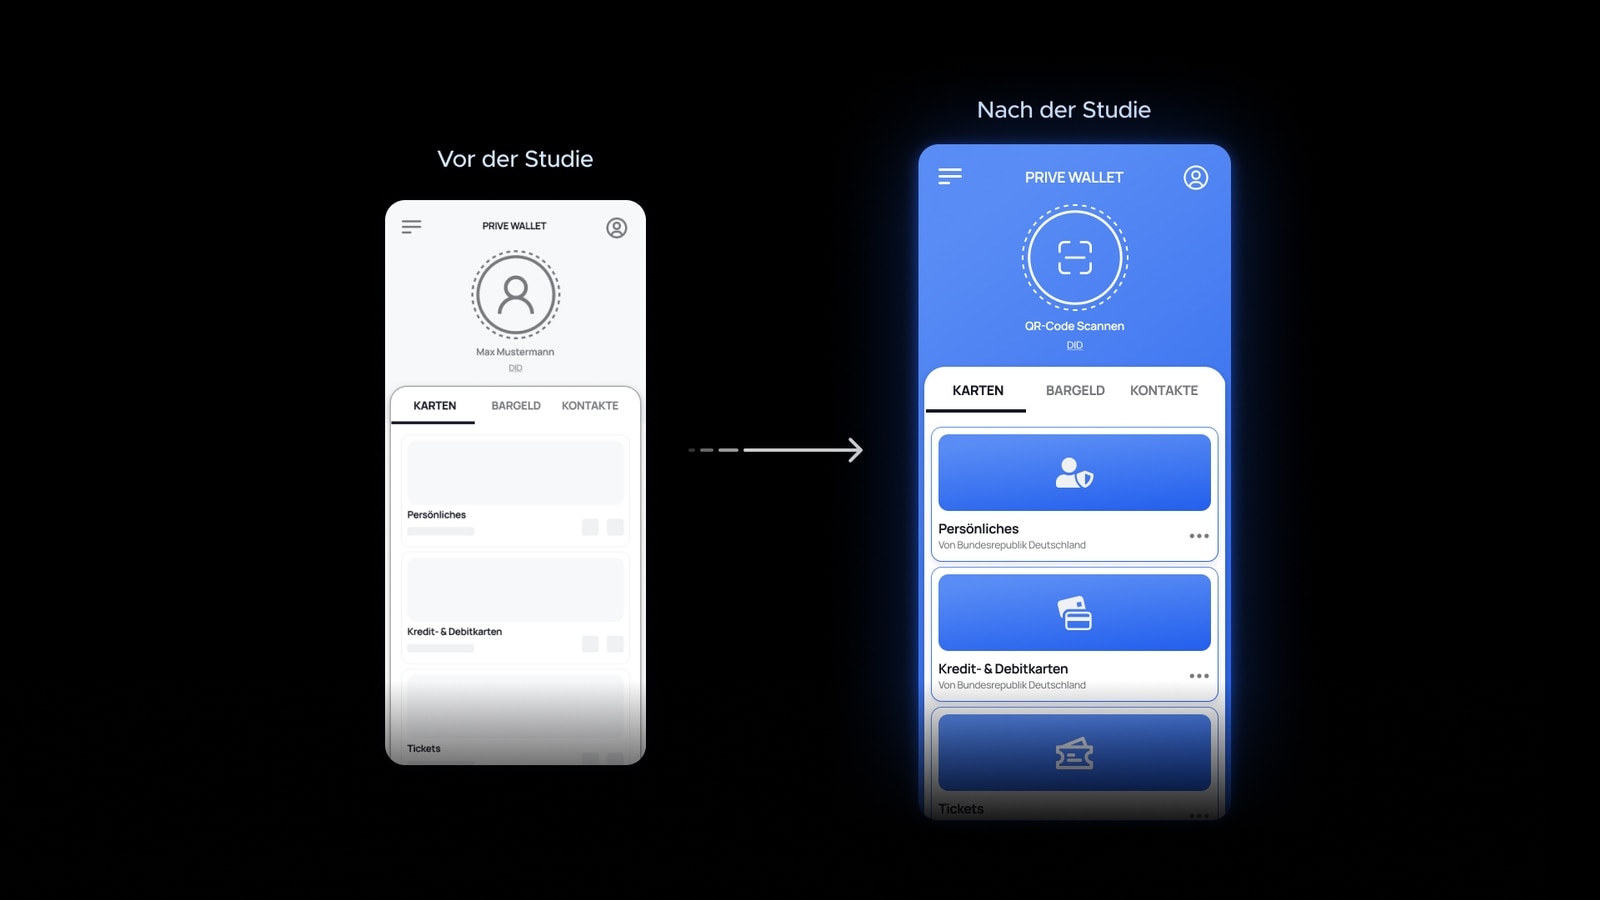 Vor der Studie
PRIVE WALLET
Max Mustermann
DID
KARTEN BARGELD KONTAKTE
Persönliches
Kredit- & Debitkarten
Tickets
Nach der Studie
PRIVE WALLET
QR-Code Scannen
DID
KARTEN BARGELD KONTAKTE
Persönliches
Von Bundesrepublik Deutschland
Kredit- & Debitkarten
Von Bundesrepublik Deutschland
Tickets